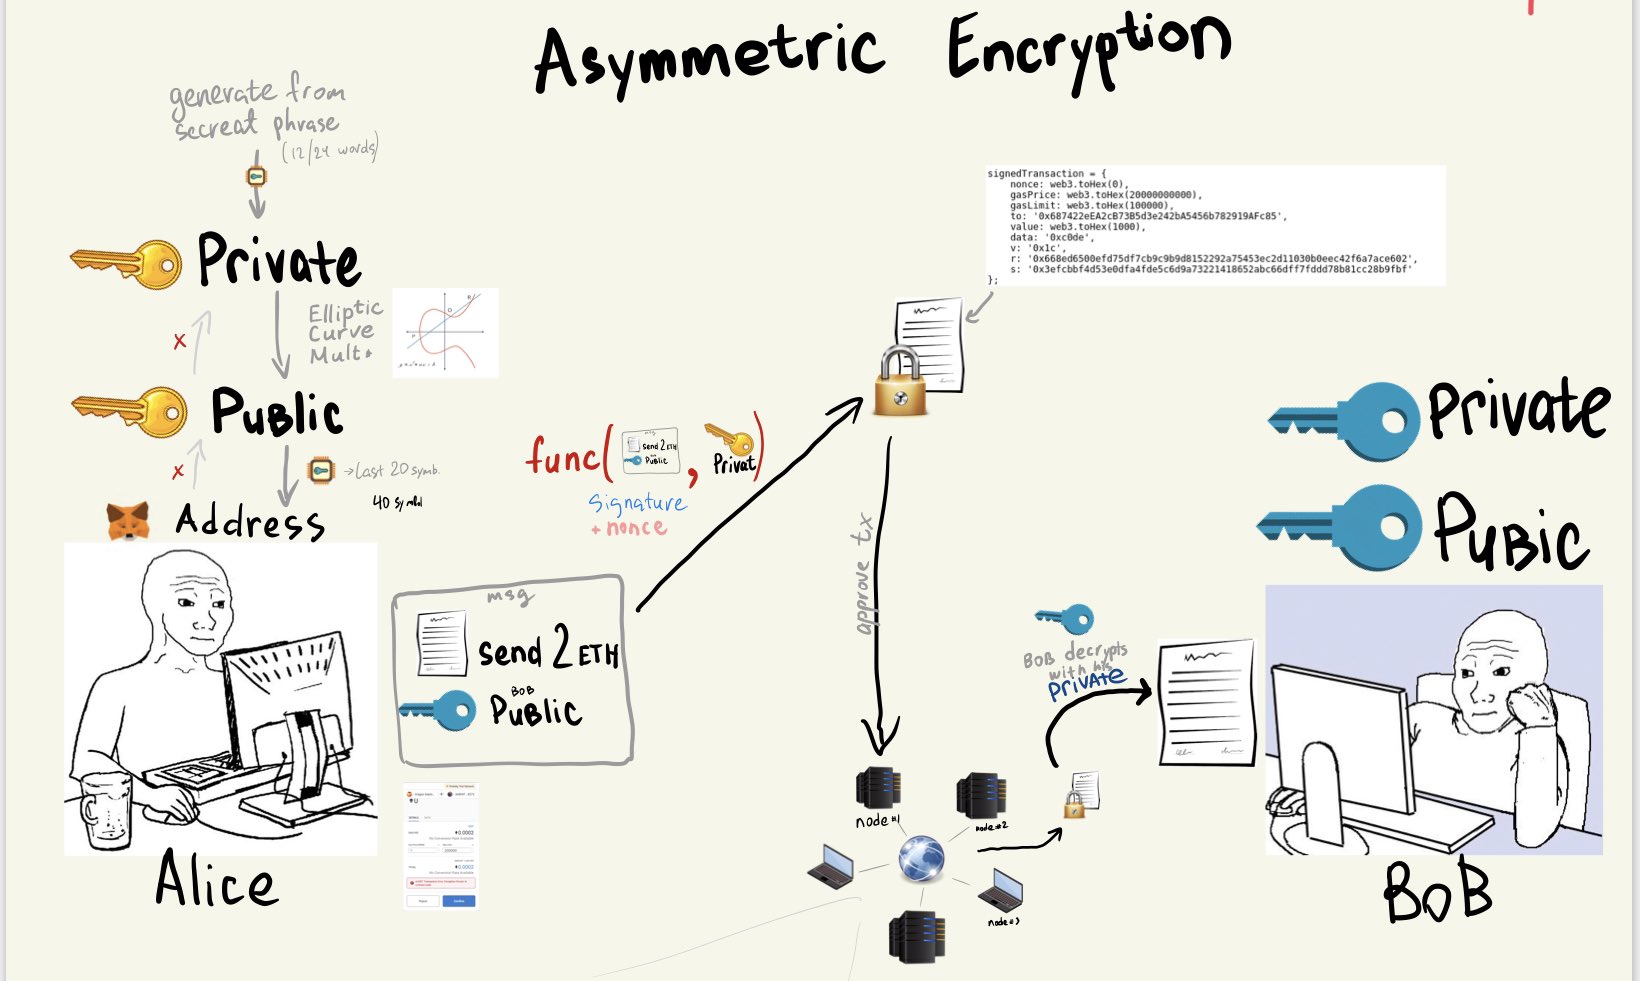 Asymmetric Encryption
generate from
secreat phrase
(12/24 words)
Private
x
Elliptic
Curve
Mult
Public
x
→Last 20 symb.
Address
msg
send 2 ETH
BOB
Public
Alice
func(
msg
send 2 ETH
BOB
Public
,
Privat
)
Signature
+ nonce
signedTransaction = {
nonce: web3.toHex(0),
gasPrice: web3.toHex(20000000000),
gasLimit: web3.toHex(100000),
to: '0x687422eEA2cB73B5d3e242bA5456b782919AFc85',
value: web3.toHex(1000),
data: '0xc0de',
v: '0x1c',
r: '0x668ed6500efd75df7cb9c9b9d8152292a75453ec2d11030b0eec42f6a7ace602',
s: '0x3efcbbf4d53e0dfa4fde5c6d9a73221418652abc66dff7fddd78b81cc28b9fbf'
};
approve tx
node #1
node #2
node #3
BOB decrypts
with his
private
Private
Pubic
BOB